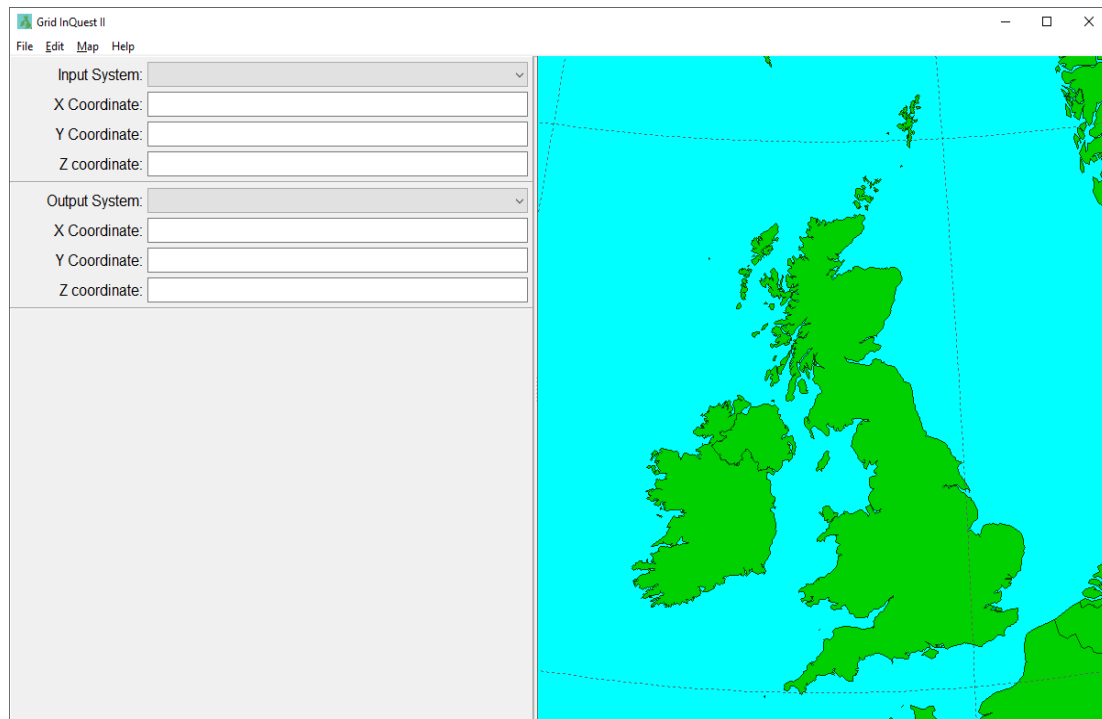 Grid InQuest II
File Edit Map Help
Input System:
X Coordinate:
Y Coordinate:
Z coordinate:
Output System:
X Coordinate:
Y Coordinate:
Z coordinate: